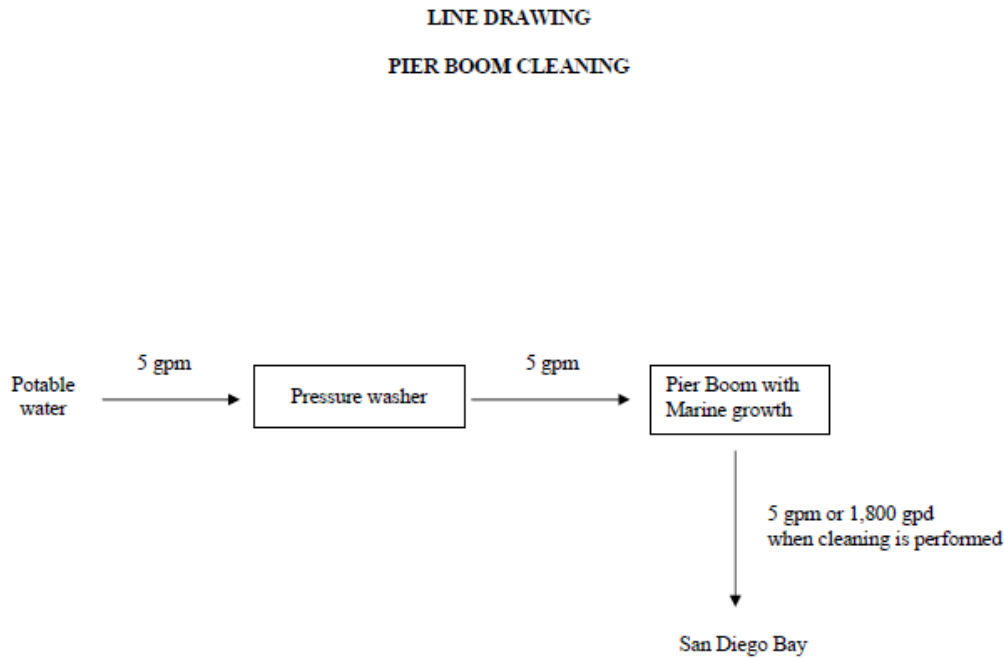 LINE DRAWING
PIER BOOM CLEANING
5 gpm
5 gpm
Potable
water
Pressure washer
Pier Boom with
Marine growth
5 gpm or 1,800 gpd
when cleaning is performed
San Diego Bay